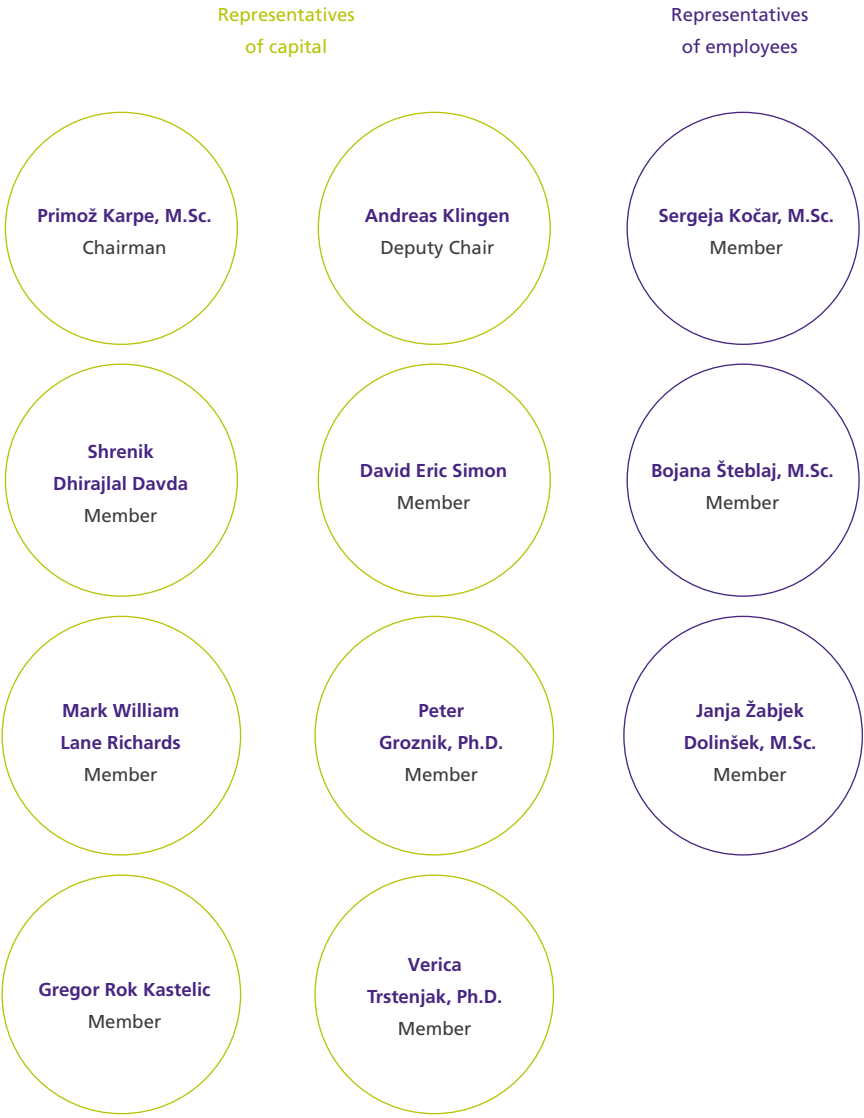 Representatives
of capital
Representatives
of employees
Primož Karpe, M.Sc.
Chairman
Andreas Klingen
Deputy Chair
Sergeja Kočar, M.Sc.
Member
Shrenik
Dhirajlal Davda
Member
David Eric Simon
Member
Bojana Šteblaj, M.Sc.
Member
Mark William
Lane Richards
Member
Peter
Groznik, Ph.D.
Member
Janja Žabjek
Dolinšek, M.Sc.
Member
Gregor Rok Kastelic
Member
Verica
Trstenjak, Ph.D.
Member